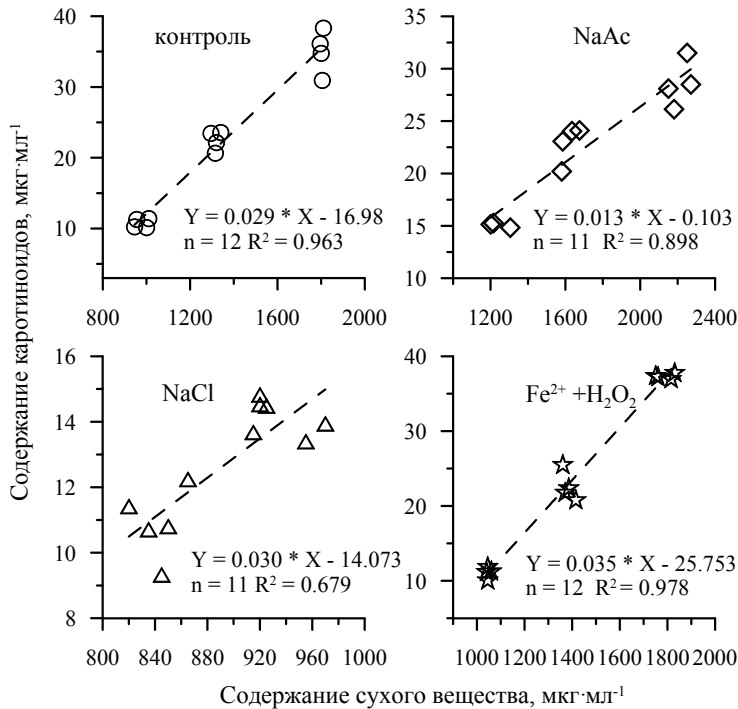 Содержание каротиноидов, мкг·мл⁻¹
40
30
20
10
0
контроль
Y = 0.029 * X - 16.98
n = 12 R² = 0.963
800 1200 1600 2000
40
35
30
25
20
15
10
NaAc
Y = 0.013 * X - 0.103
n = 11 R² = 0.898
1200 1600 2000 2400
16
14
12
10
8
NaCl
Y = 0.030 * X - 14.073
n = 11 R² = 0.679
800 840 880 920 960 1000
40
30
20
10
Fe²⁺ +H₂O₂
Y = 0.035 * X - 25.753
n = 12 R² = 0.978
1000 1200 1400 1600 1800 2000
Содержание сухого вещества, мкг·мл⁻¹